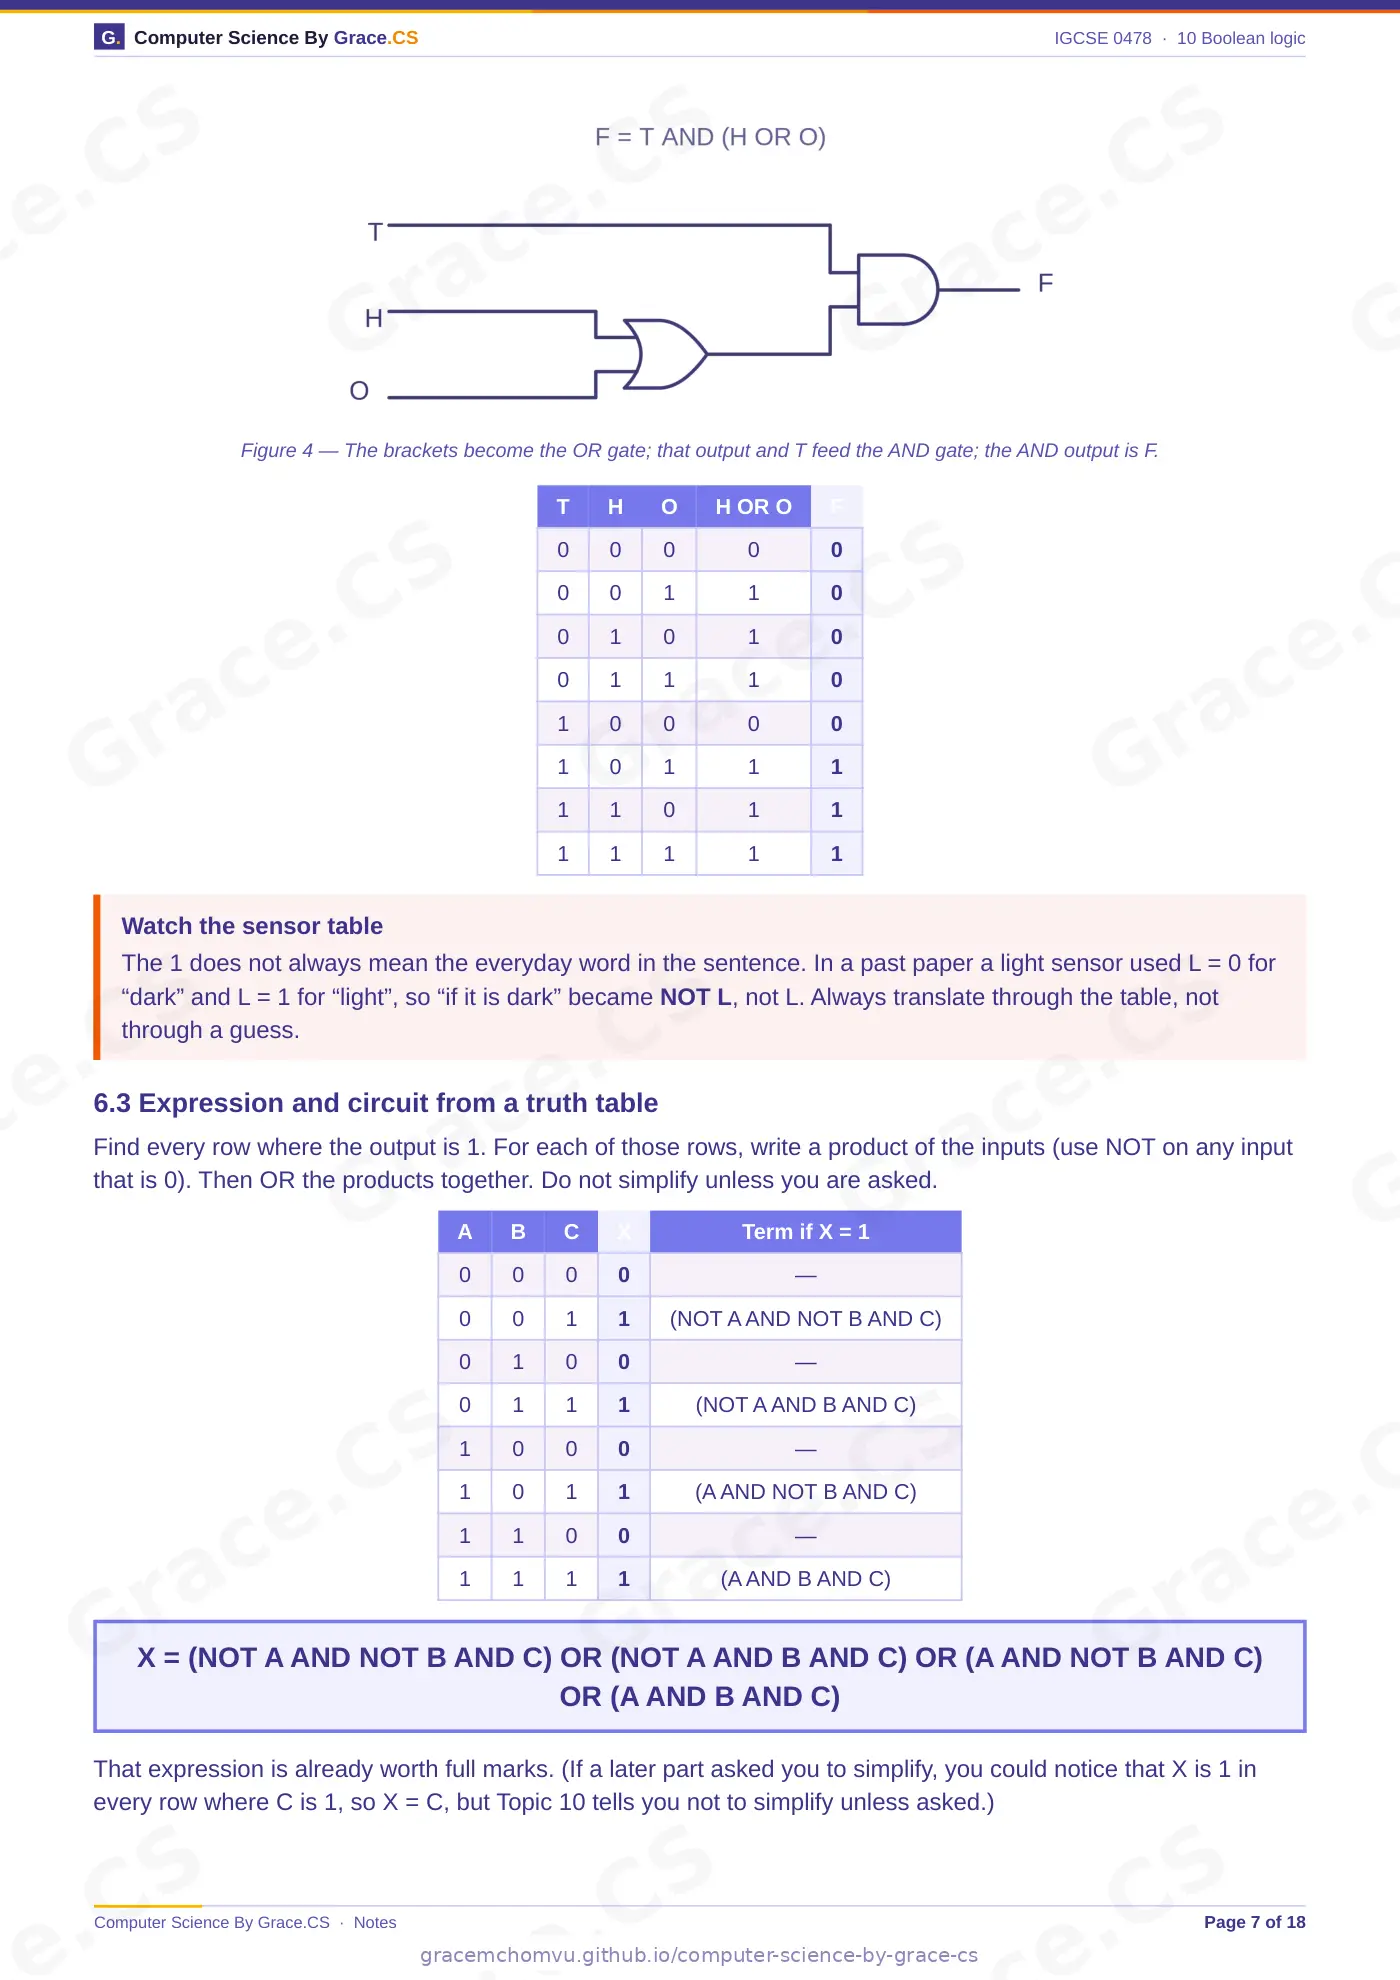 G. Computer Science By Grace.CS
IGCSE 0478 · 10 Boolean logic
F = T AND (H OR O)
T
H
O
F
Figure 4 — The brackets become the OR gate; that output and T feed the AND gate; the AND output is F.
T H O H OR O F
0 0 0 0 0
0 0 1 1 0
0 1 0 1 0
0 1 1 1 0
1 0 0 0 0
1 0 1 1 1
1 1 0 1 1
1 1 1 1 1
Watch the sensor table
The 1 does not always mean the everyday word in the sentence. In a past paper a light sensor used L = 0 for
“dark” and L = 1 for “light”, so “if it is dark” became NOT L, not L. Always translate through the table, not
through a guess.
6.3 Expression and circuit from a truth table
Find every row where the output is 1. For each of those rows, write a product of the inputs (use NOT on any input
that is 0). Then OR the products together. Do not simplify unless you are asked.
A B C X Term if X = 1
0 0 0 0 —
0 0 1 1 (NOT A AND NOT B AND C)
0 1 0 0 —
0 1 1 1 (NOT A AND B AND C)
1 0 0 0 —
1 0 1 1 (A AND NOT B AND C)
1 1 0 0 —
1 1 1 1 (A AND B AND C)
X = (NOT A AND NOT B AND C) OR (NOT A AND B AND C) OR (A AND NOT B AND C)
OR (A AND B AND C)
That expression is already worth full marks. (If a later part asked you to simplify, you could notice that X is 1 in
every row where C is 1, so X = C, but Topic 10 tells you not to simplify unless asked.)
Computer Science By Grace.CS · Notes
Page 7 of 18
gracemchomvu.github.io/computer-science-by-grace-cs